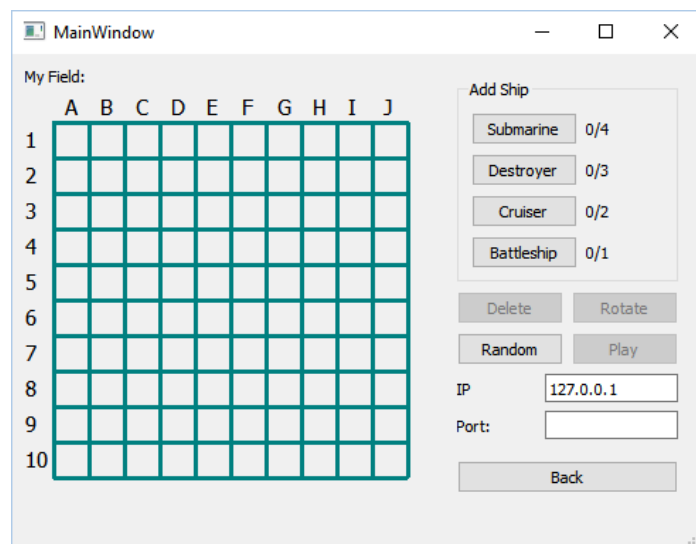 MainWindow
My Field:
A B C D E F G H I J
1
2
3
4
5
6
7
8
9
10
Add Ship
Submarine 0/4
Destroyer 0/3
Cruiser 0/2
Battleship 0/1
Delete Rotate
Random Play
IP 127.0.0.1
Port:
Back